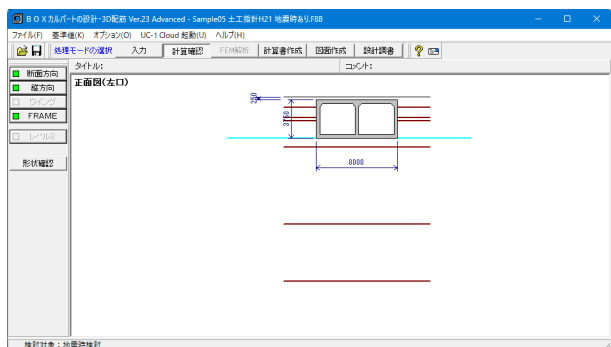 ＢＯＸカルバートの設計・3D配筋 Ver.23 Advanced - Sample05 土工指針H21 地震時あり.F8B
ファイル(F) 基準値(K) オプション(O) UC-1 Cloud 起動(U) ヘルプ(H)
処理モードの選択 入力 計算確認 FEM解析 計算書作成 図面作成 設計調書
タイトル: コメント:
断面方向
縦方向
ウイング
FRAME
レベル2
形状確認
正面図(左口)
250
3750
8000
検討対象：地震時検討